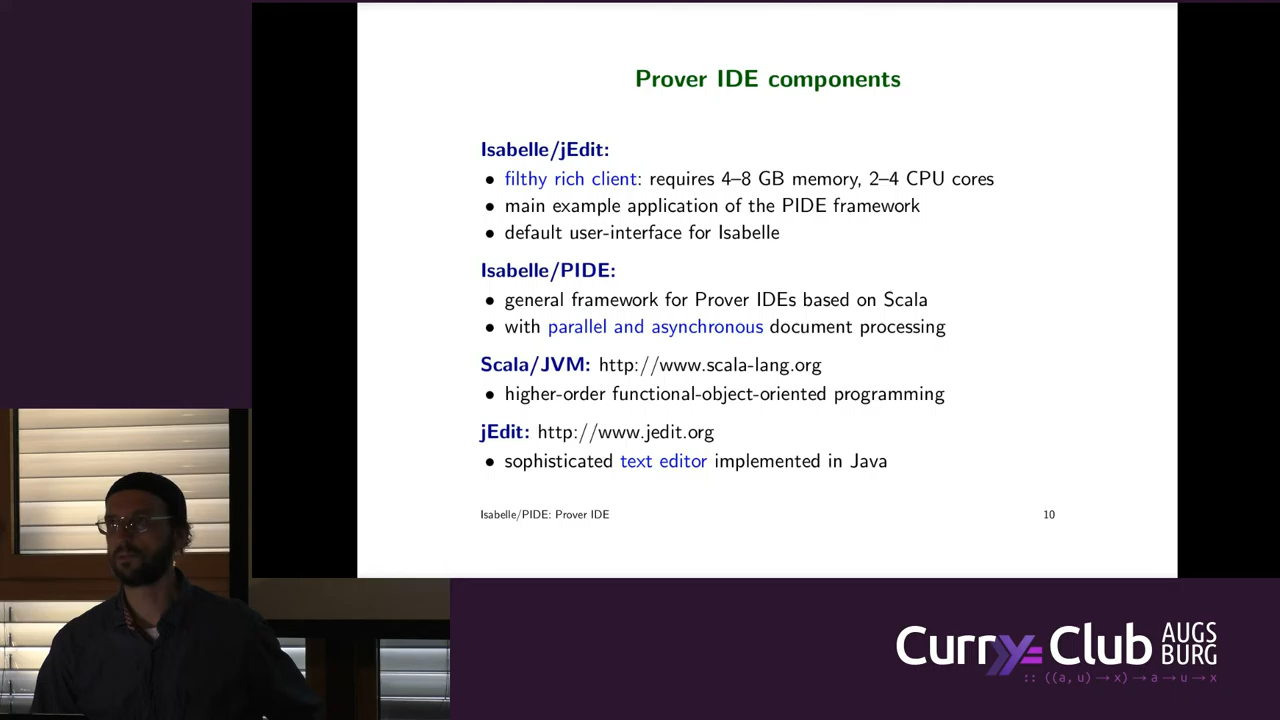 Prover IDE components
Isabelle/jEdit:
• filthy rich client: requires 4–8 GB memory, 2–4 CPU cores
• main example application of the PIDE framework
• default user-interface for Isabelle
Isabelle/PIDE:
• general framework for Prover IDEs based on Scala
• with parallel and asynchronous document processing
Scala/JVM: http://www.scala-lang.org
• higher-order functional-object-oriented programming
jEdit: http://www.jedit.org
• sophisticated text editor implemented in Java
Isabelle/PIDE: Prover IDE 10
Curry Club AUGS
BURG
:: ((a, u) → x) → a → u → x